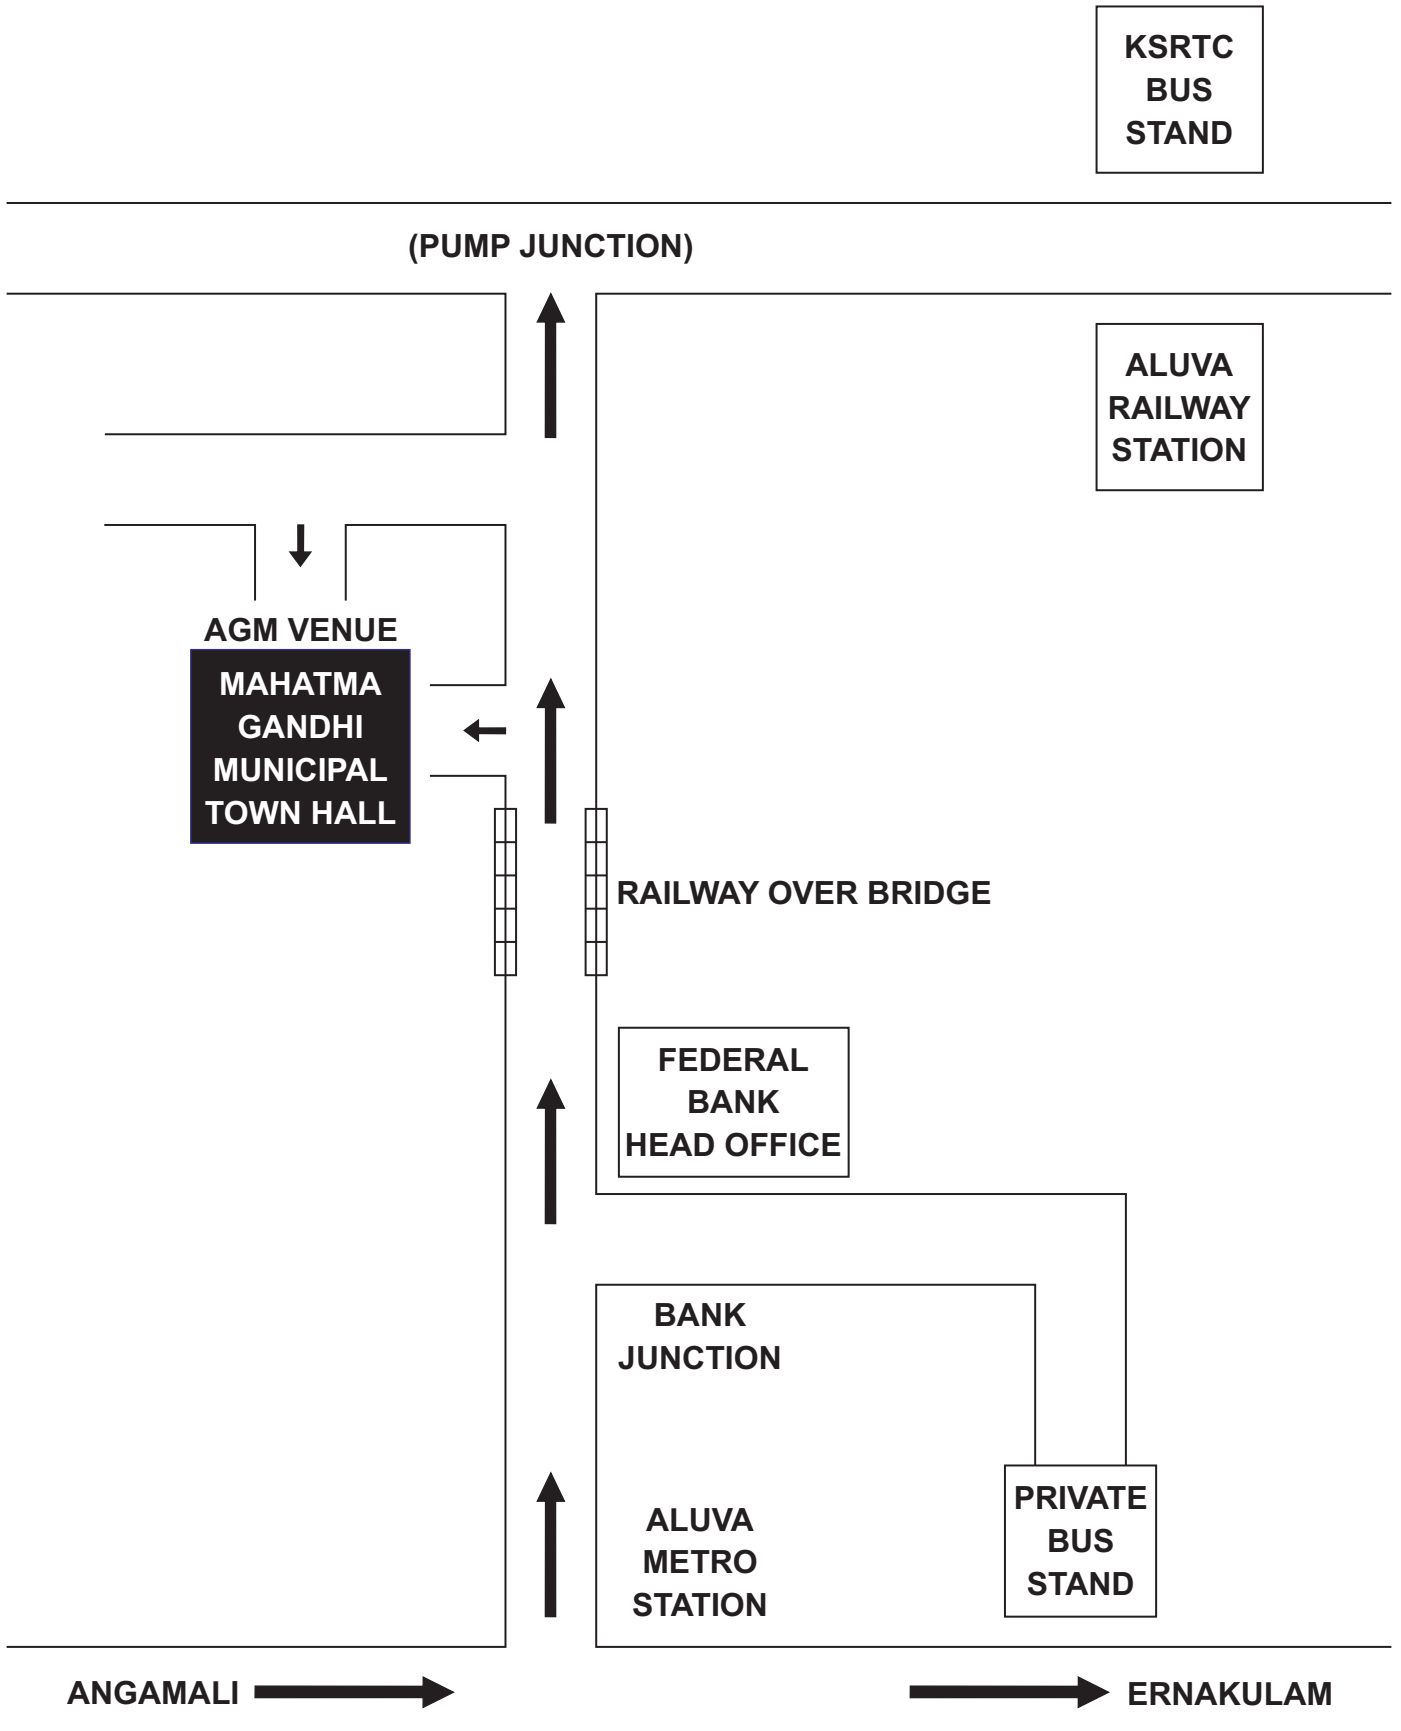 KSRTC
BUS
STAND
(PUMP JUNCTION)
ALUVA
RAILWAY
STATION
AGM VENUE
MAHATMA
GANDHI
MUNICIPAL
TOWN HALL
RAILWAY OVER BRIDGE
FEDERAL
BANK
HEAD OFFICE
BANK
JUNCTION
ALUVA
METRO
STATION
PRIVATE
BUS
STAND
ANGAMALI
ERNAKULAM